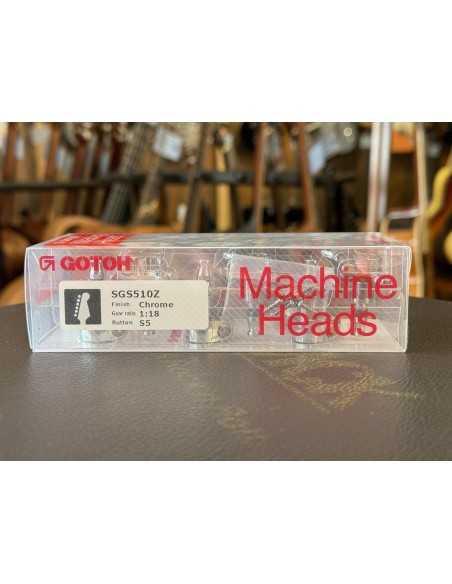 GOTOH
SGS510Z
Finish Chrome
Gear ratio 1:18
Button S5
Machine
Heads